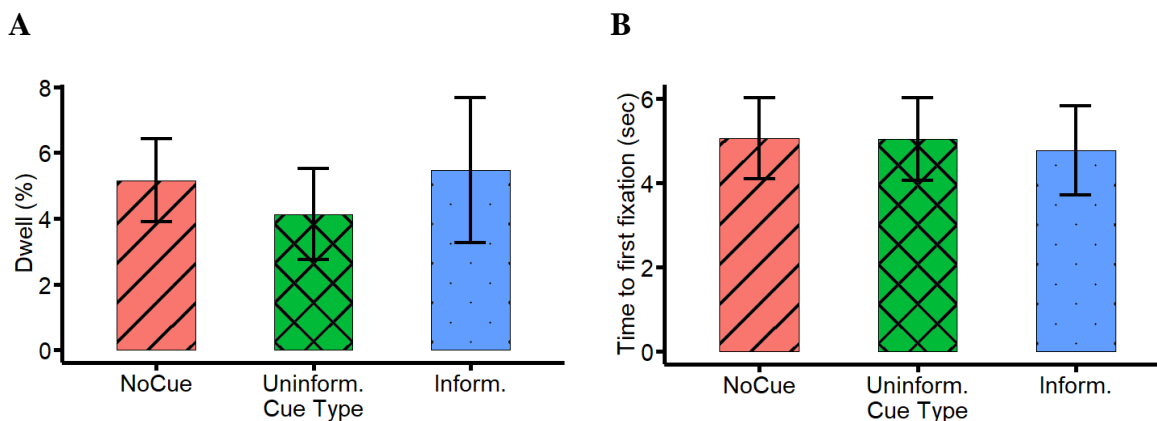 A
Dwell (%)
8
6
4
2
0
NoCue
Uninform.
Inform.
Cue Type
B
Time to first fixation (sec)
6
4
2
0
NoCue
Uninform.
Inform.
Cue Type